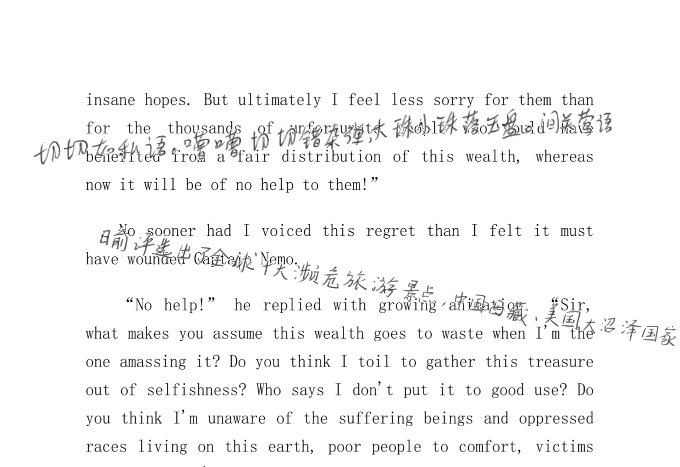 insane hopes. But ultimately I feel less sorry for them than
for the thousands of unfortunate people who would have
切切如私语。嘈嘈切切错杂弹,大珠小珠落玉盘。间关莺语
benefited from a fair distribution of this wealth, whereas
now it will be of no help to them!”
No sooner had I voiced this regret than I felt it must
日前评选出了全球“十大濒危旅游景点,中国西藏、美国大沼泽国家
have wounded Captain Nemo.
“No help!” he replied with growing animation. “Sir,
what makes you assume this wealth goes to waste when I'm the
one amassing it? Do you think I toil to gather this treasure
out of selfishness? Who says I don't put it to good use? Do
you think I'm unaware of the suffering beings and oppressed
races living on this earth, poor people to comfort, victims